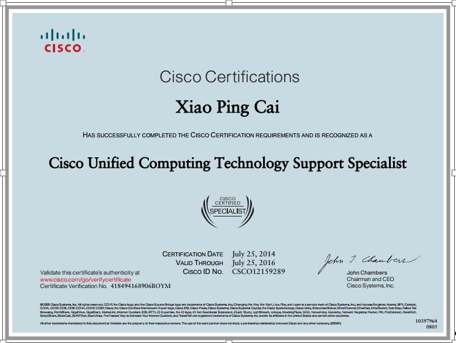 CISCO
Cisco Certifications
Xiao Ping Cai
HAS SUCCESSFULLY COMPLETED THE CISCO CERTIFICATION REQUIREMENTS AND IS RECOGNIZED AS A
Cisco Unified Computing Technology Support Specialist
CISCO
CERTIFIED
SPECIALIST
CERTIFICATION DATE July 25, 2014
VALID THROUGH July 25, 2016
CISCO ID NO. CSCO12159289
Validate this certificate's authenticity at
www.cisco.com/go/verifycertificate
Certificate Verification No. 418494168906BOYM
John T. Chambers
John Chambers
Chairman and CEO
Cisco Systems, Inc.
10397964
0805